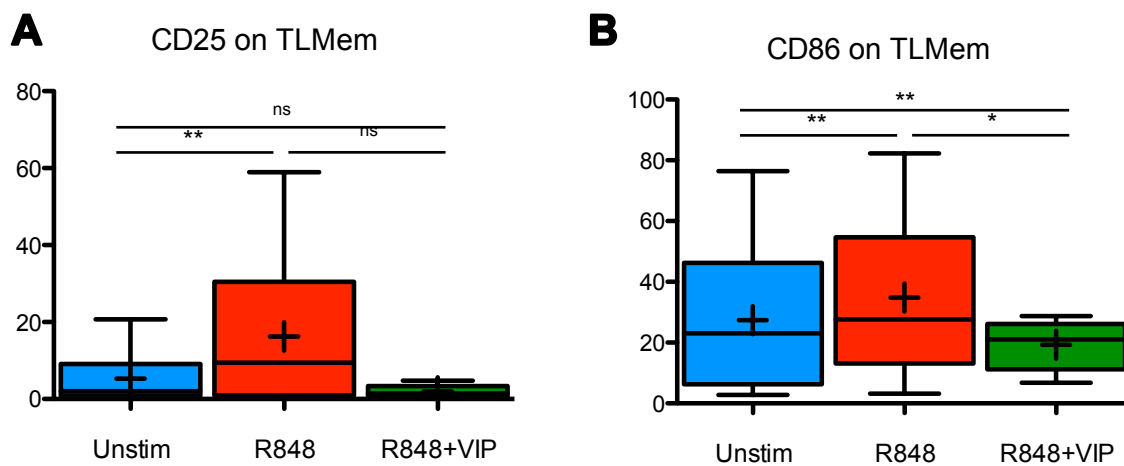 A
CD25 on TLMem
80
60
40
20
0
ns
**
ns
Unstim
R848
R848+VIP
B
CD86 on TLMem
100
80
60
40
20
0
**
**
*
Unstim
R848
R848+VIP